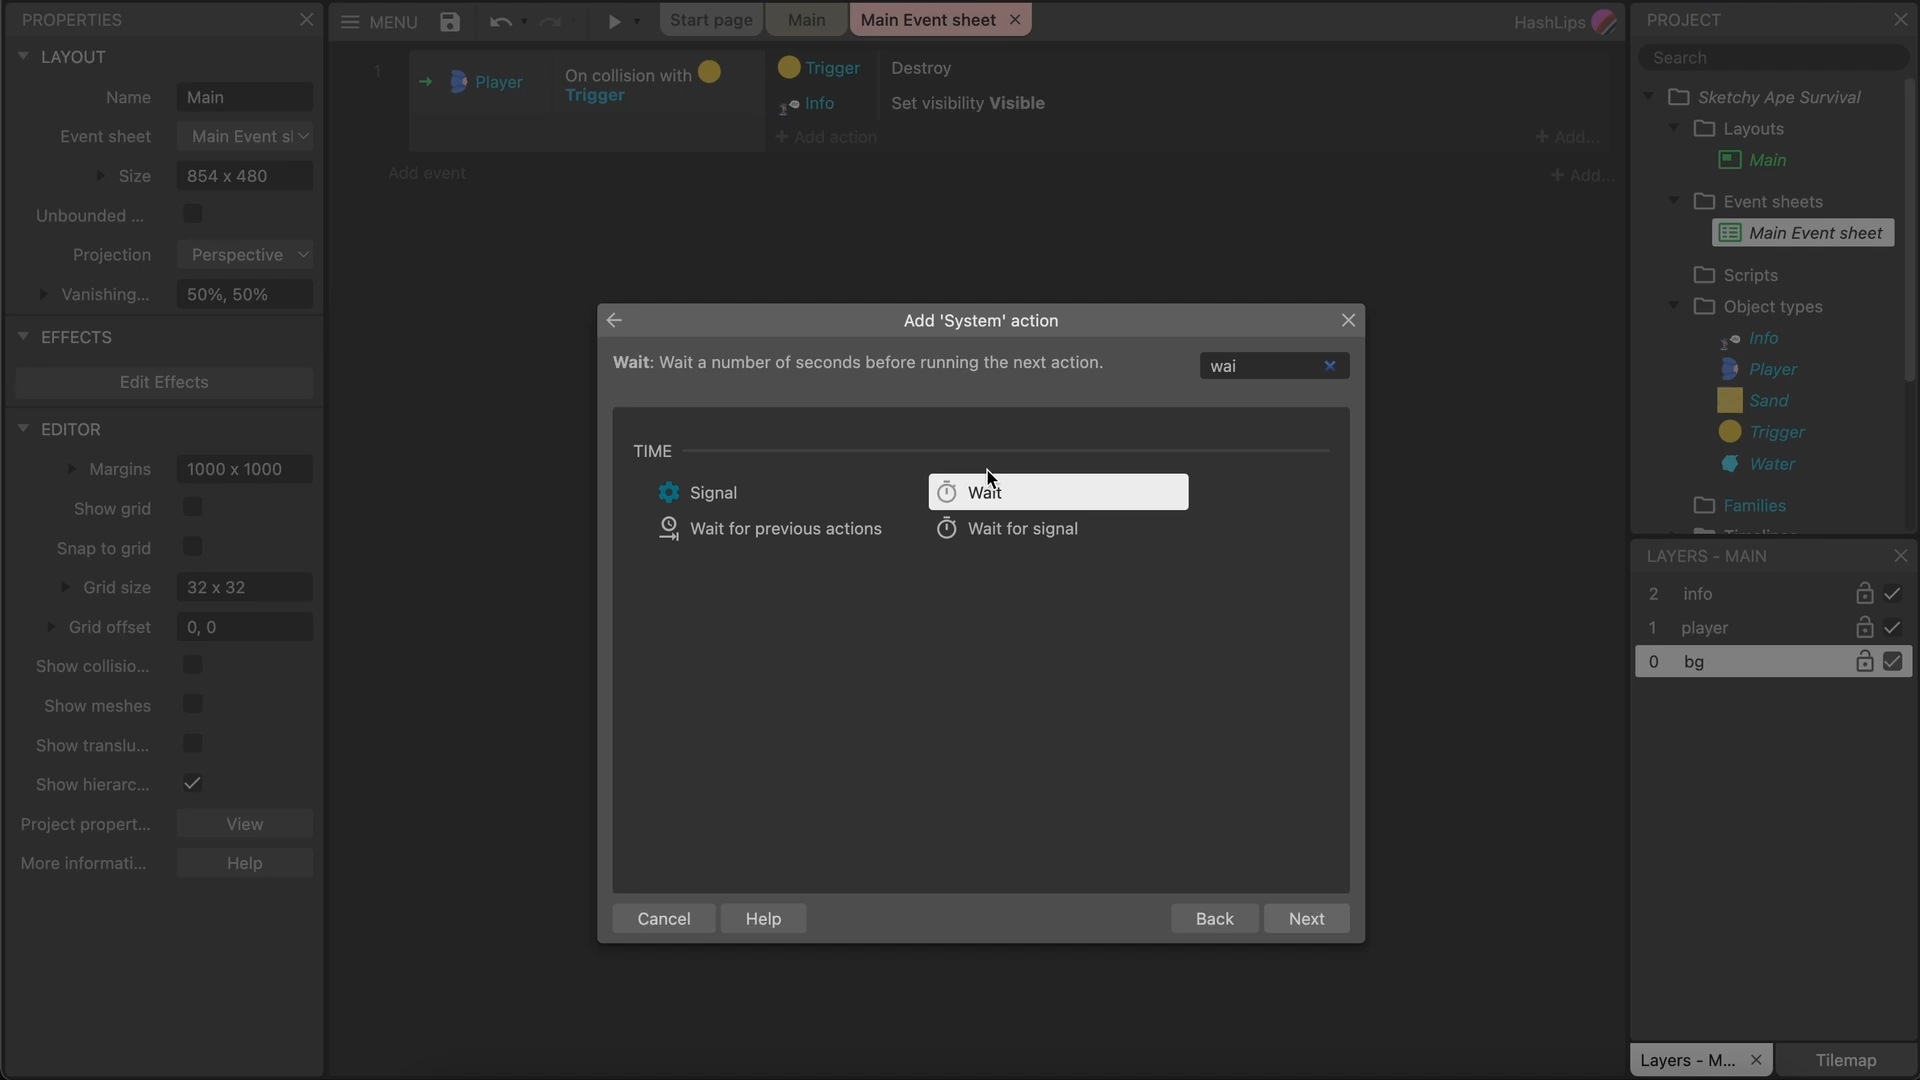 PROPERTIES
LAYOUT
Name Main
Event sheet Main Event sl
Size 854 x 480
Unbounded ...
Projection Perspective
Vanishing... 50%, 50%
EFFECTS
Edit Effects
EDITOR
Margins 1000 x 1000
Show grid
Snap to grid
Grid size 32 x 32
Grid offset 0, 0
Show collisio...
Show meshes
Show translu...
Show hierarc...
Project propert... View
More informati... Help
MENU
Start page
Main
Main Event sheet
HashLips
1
Player
On collision with
Trigger
Trigger Destroy
Info Set visibility Visible
+ Add action
+ Add...
Add event
+ Add...
Add 'System' action
Wait: Wait a number of seconds before running the next action.
wai
TIME
Signal
Wait
Wait for previous actions
Wait for signal
Cancel
Help
Back
Next
PROJECT
Search
Sketchy Ape Survival
Layouts
Main
Event sheets
Main Event sheet
Scripts
Object types
Info
Player
Sand
Trigger
Water
Families
LAYERS - MAIN
2 info
1 player
0 bg
Layers - M...
Tilemap